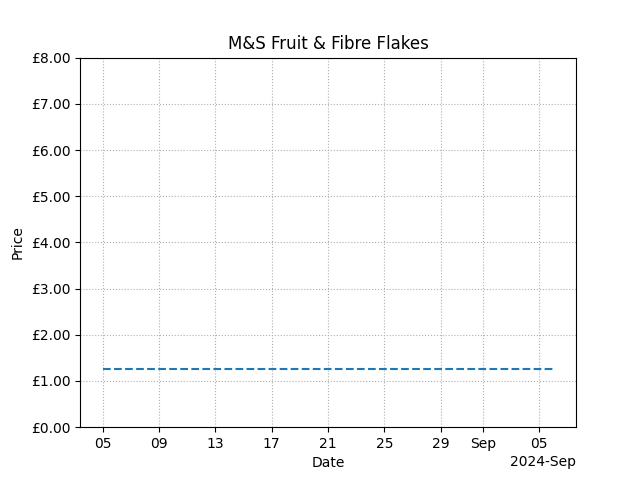 M&S Fruit & Fibre Flakes
£8.00
£7.00
£6.00
£5.00
£4.00
£3.00
£2.00
£1.00
£0.00
Price
05 09 13 17 21 25 29 Sep 05
Date
2024-Sep